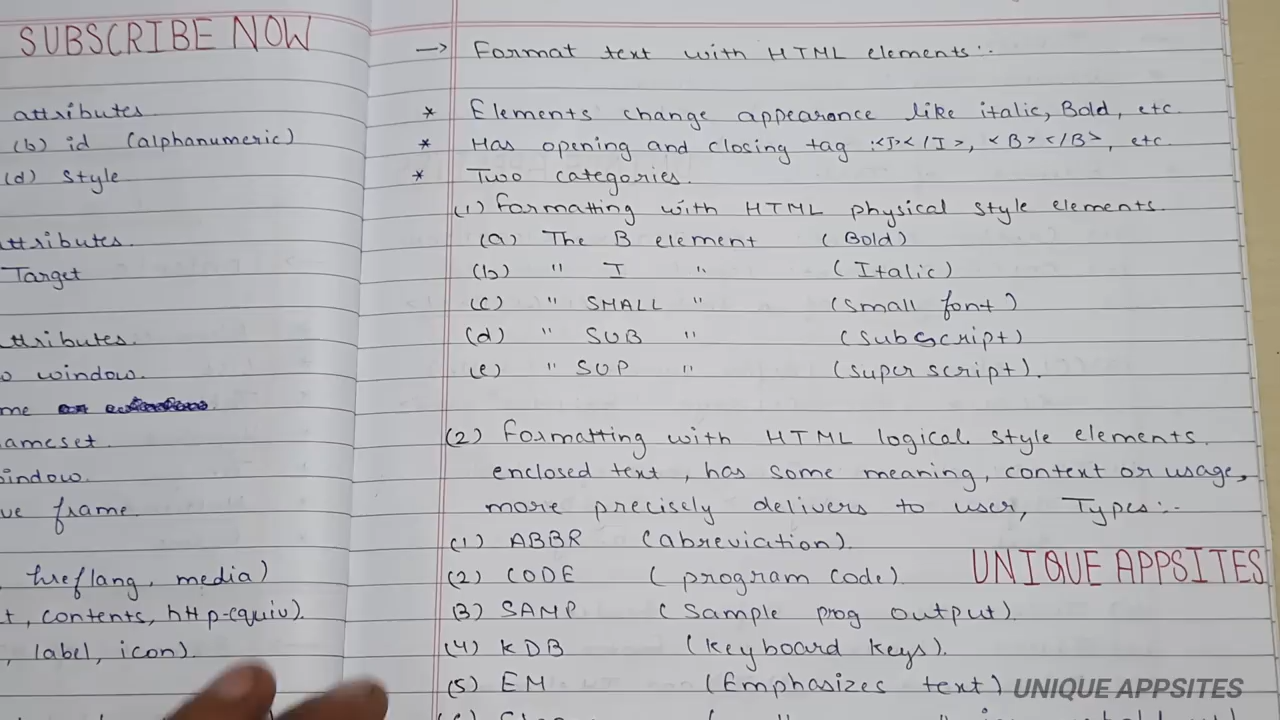 SUBSCRIBE NOW
attributes
(b) id (alphanumeric)
(d) Style
ttributes.
Target
ttributes.
window.
me
ameset.
indow.
ve frame.
hreflang, media)
t, contents, http-equiv).
, label, icon).
→ Format text with HTML elements:-
* Elements change appearance like italic, Bold, etc.
* Has opening and closing tag :<I></I>, <B></B>, etc.
* Two categories.
(1) Formatting with HTML physical style elements.
(a) The B element (Bold)
(b) " I " (Italic)
(c) " SMALL " (Small font)
(d) " SUB " (Subscript)
(e) " SUP " (Super script).
(2) Formatting with HTML logical style elements.
enclosed text, has some meaning, context or usage,
more precisely delivers to user, Types:-
(1) ABBR (abreviation).
(2) CODE (program code).
(3) SAMP (Sample prog output).
(4) KDB (Keyboard keys).
(5) EM (Emphasizes text)
UNIQUE APPSITES
UNIQUE APPSITES